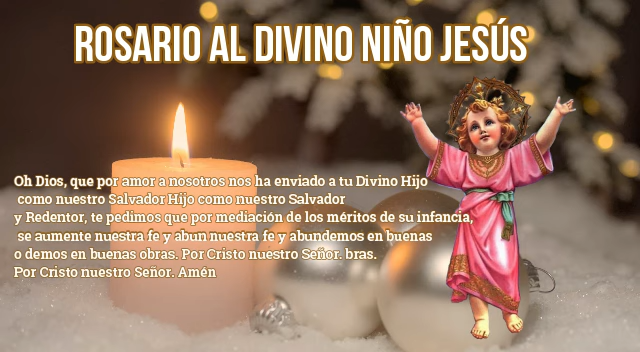 ROSARIO AL DIVINO NIÑO JESÚS
Oh Dios, que por amor a nosotros nos ha enviado a tu Divino Hijo
como nuestro Salvador Hijo como nuestro Salvador
y Redentor, te pedimos que por mediación de los méritos de su infancia,
se aumente nuestra fe y abun nuestra fe y abundemos en buenas
o demos en buenas obras. Por Cristo nuestro Señor. bras.
Por Cristo nuestro Señor. Amén